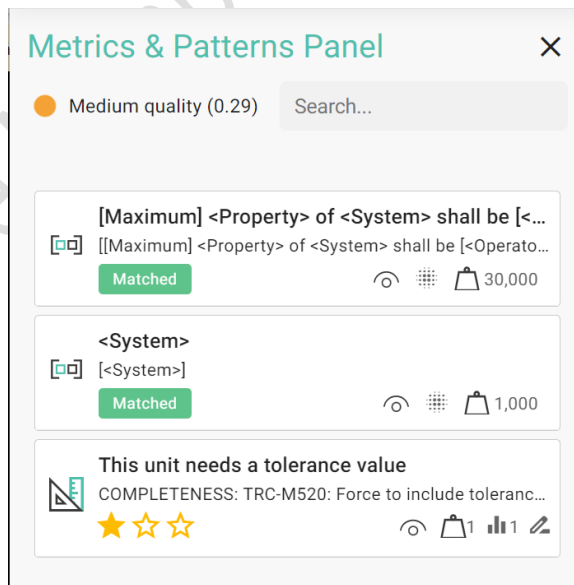 Metrics & Patterns Panel
Medium quality (0.29)
Search...
[Maximum] <Property> of <System> shall be [<...
[[Maximum] <Property> of <System> shall be [<Operato...
Matched
30,000
<System>
[<System>]
Matched
1,000
This unit needs a tolerance value
COMPLETENESS: TRC-M520: Force to include toleranc...
1 1